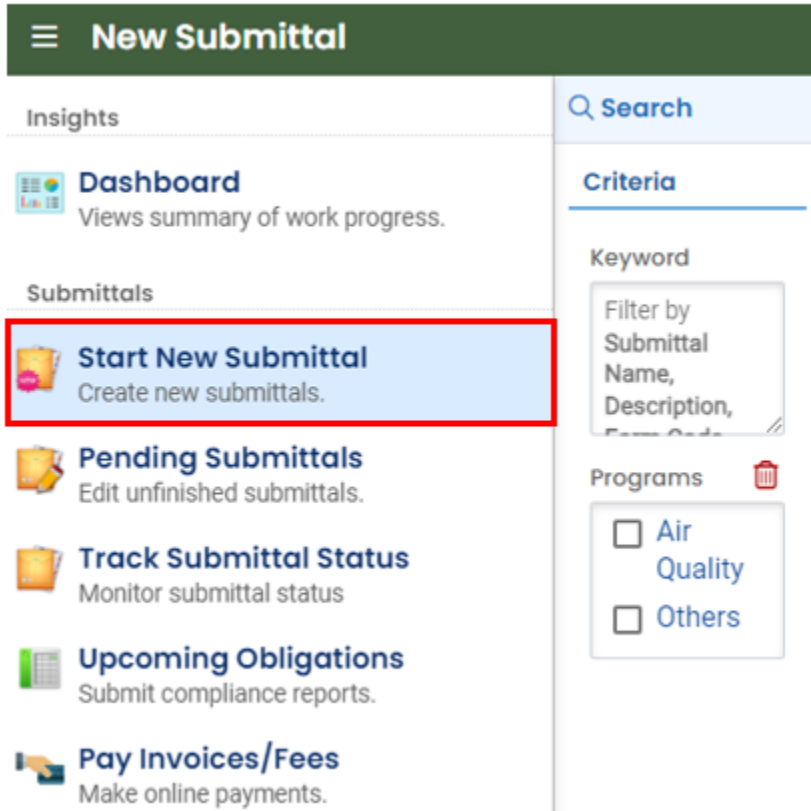 New Submittal
Insights
Dashboard
Views summary of work progress.
Submittals
Start New Submittal
Create new submittals.
Pending Submittals
Edit unfinished submittals.
Track Submittal Status
Monitor submittal status
Upcoming Obligations
Submit compliance reports.
Pay Invoices/Fees
Make online payments.
Search
Criteria
Keyword
Filter by
Submittal
Name,
Description,
Form Code
Programs
Air
Quality
Others